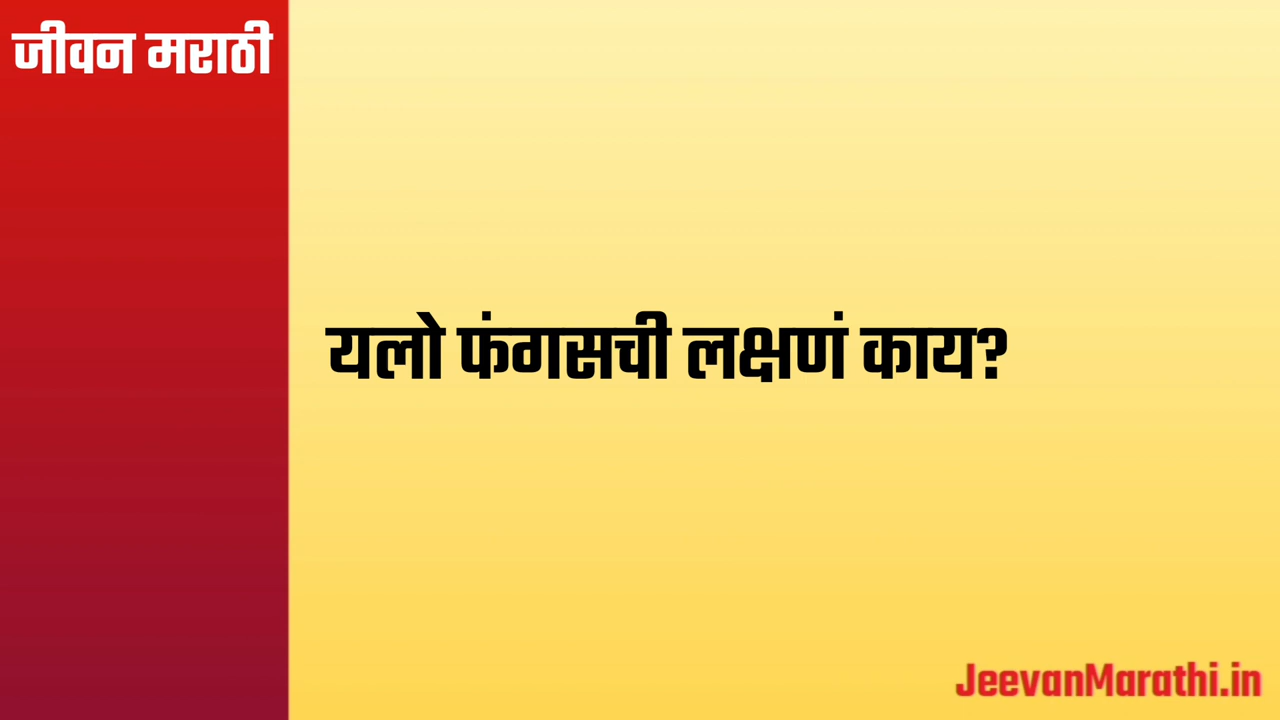 जीवन मराठी
यलो फंगसची लक्षणं काय?
JeevanMarathi.in